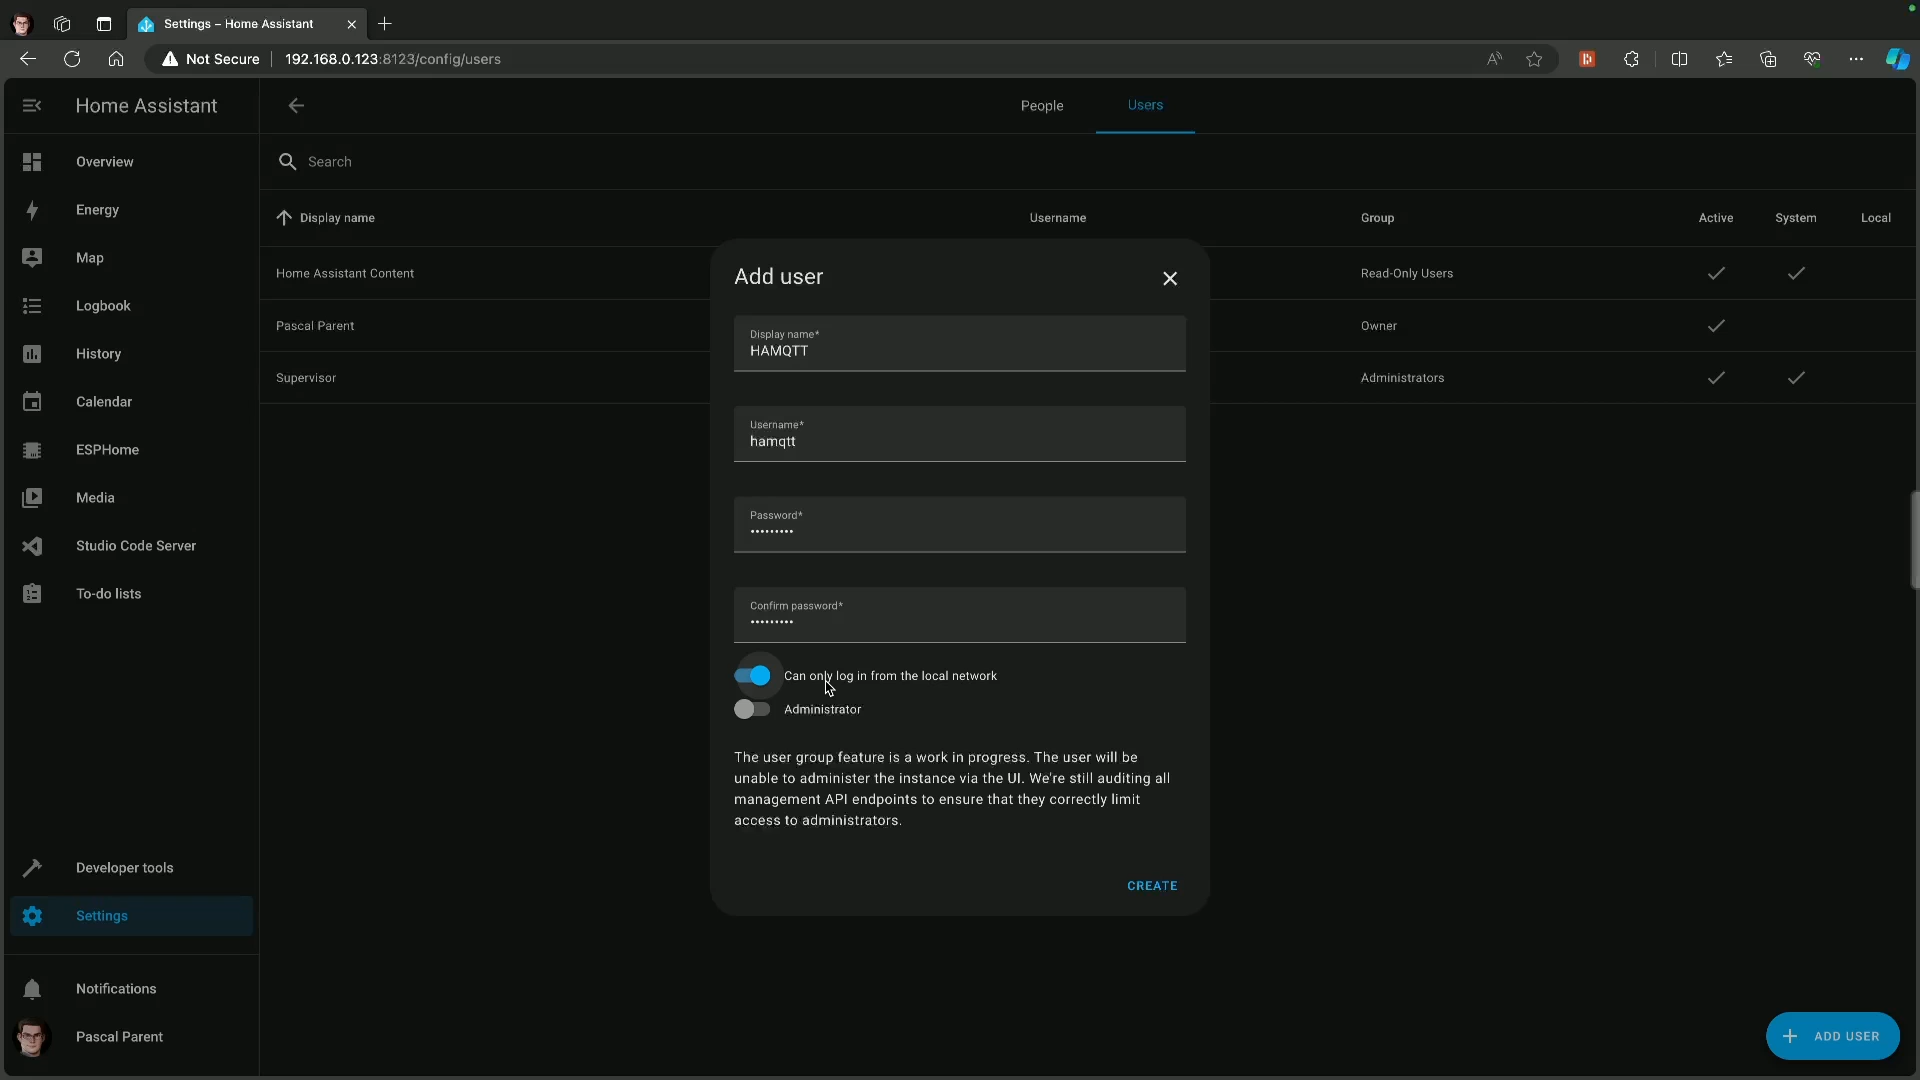 Settings – Home Assistant
Not Secure
192.168.0.123:8123/config/users
Home Assistant
People
Users
Overview
Energy
Map
Logbook
History
Calendar
ESPHome
Media
Studio Code Server
To-do lists
Developer tools
Settings
Notifications
Pascal Parent
Search
Display name
Username
Group
Active
System
Local
Home Assistant Content
Read-Only Users
Pascal Parent
Owner
Supervisor
Administrators
Add user
Display name*
HAMQTT
Username*
hamqtt
Password*
•••••••••
Confirm password*
•••••••••
Can only log in from the local network
Administrator
The user group feature is a work in progress. The user will be
unable to administer the instance via the UI. We're still auditing all
management API endpoints to ensure that they correctly limit
access to administrators.
CREATE
ADD USER